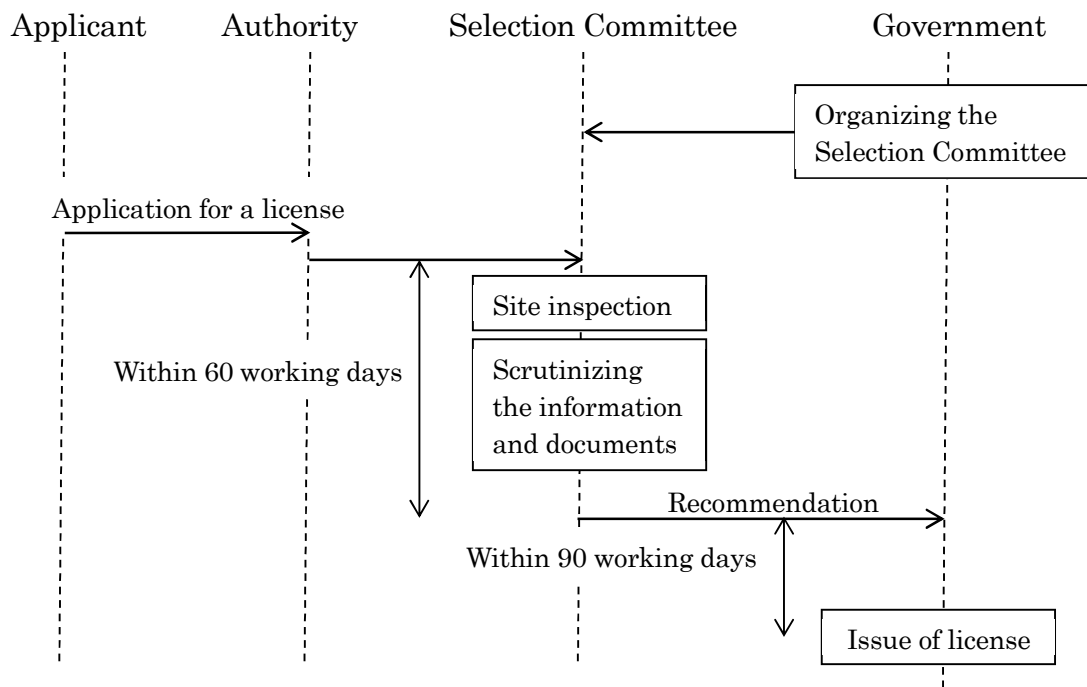 Applicant
Authority
Selection Committee
Government
Organizing the
Selection Committee
Application for a license
Site inspection
Within 60 working days
Scrutinizing
the information
and documents
Recommendation
Within 90 working days
Issue of license